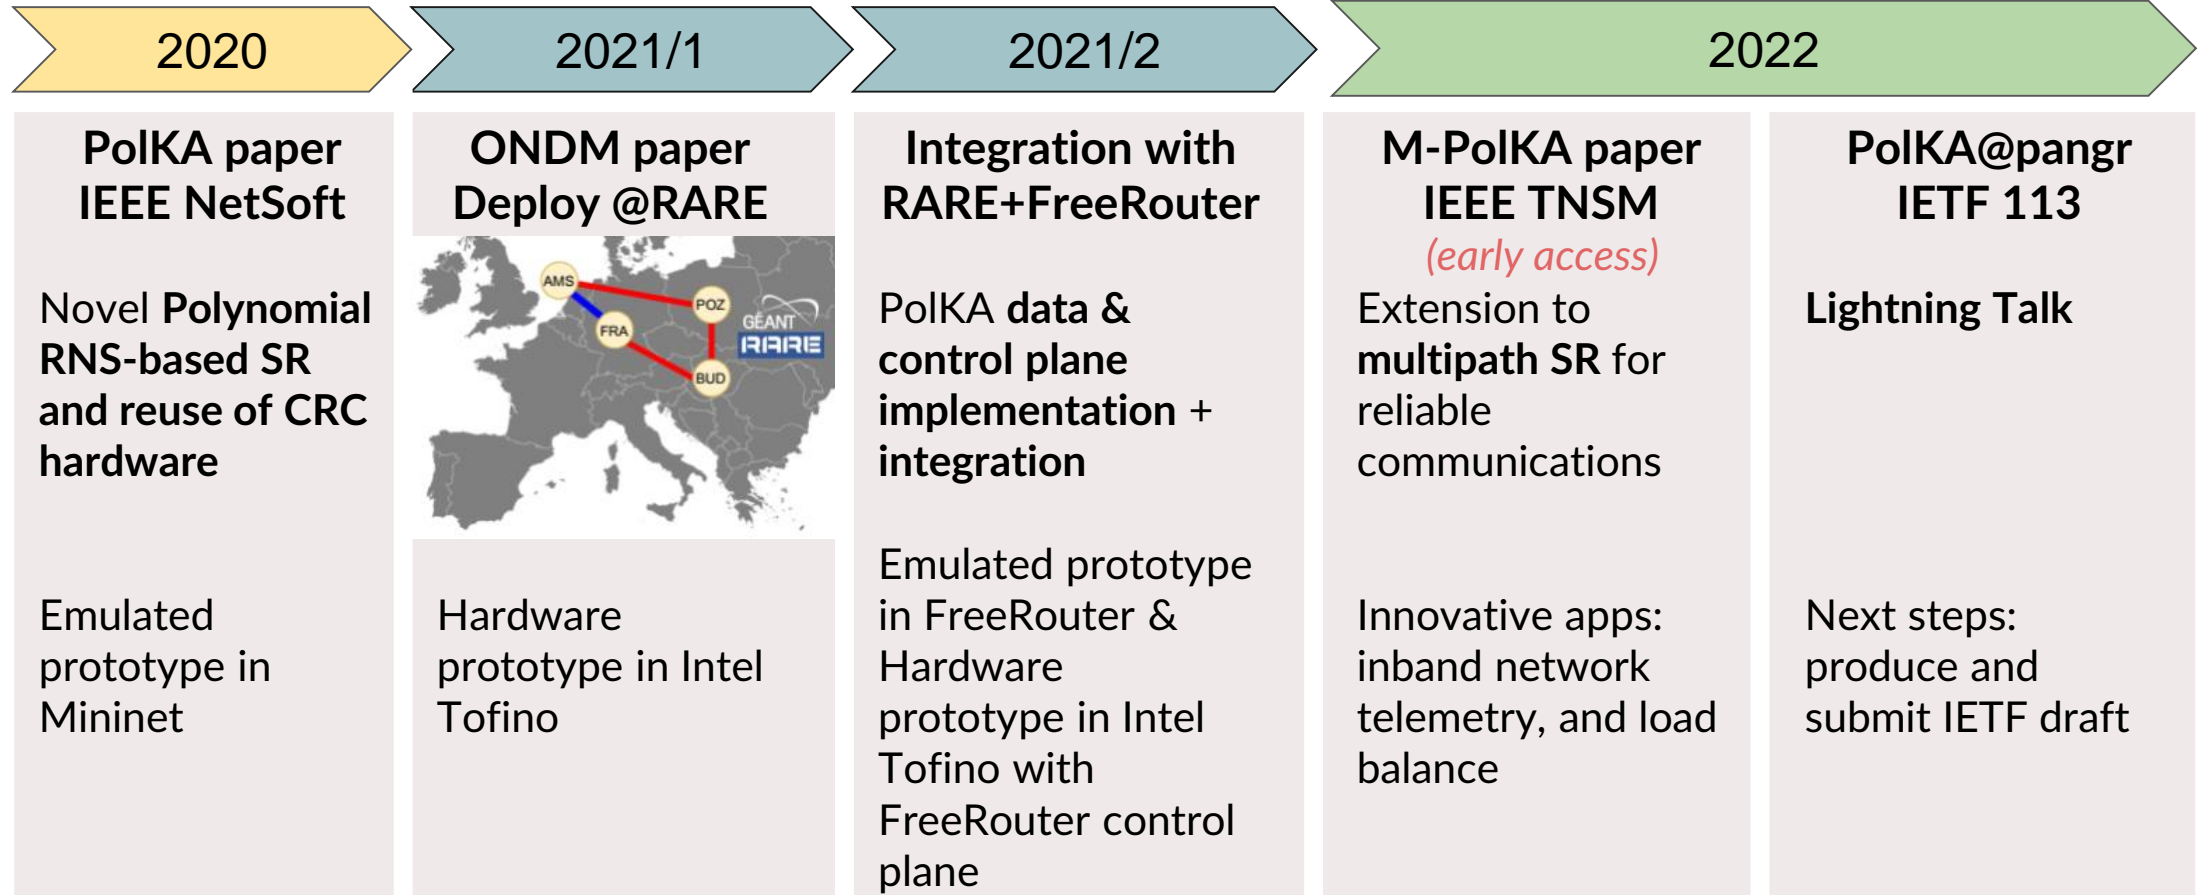 2020
2021/1
2021/2
2022
PolKA paper
IEEE NetSoft
Novel Polynomial
RNS-based SR
and reuse of CRC
hardware
Emulated
prototype in
Mininet
ONDM paper
Deploy @RARE
AMS
POZ
FRA
GÉANT
RARE
BUD
Hardware
prototype in Intel
Tofino
Integration with
RARE+FreeRouter
PolKA data &
control plane
implementation +
integration
Emulated prototype
in FreeRouter &
Hardware
prototype in Intel
Tofino with
FreeRouter control
plane
M-PolKA paper
IEEE TNSM
(early access)
Extension to
multipath SR for
reliable
communications
Innovative apps:
inband network
telemetry, and load
balance
PolKA@pangr
IETF 113
Lightning Talk
Next steps:
produce and
submit IETF draft